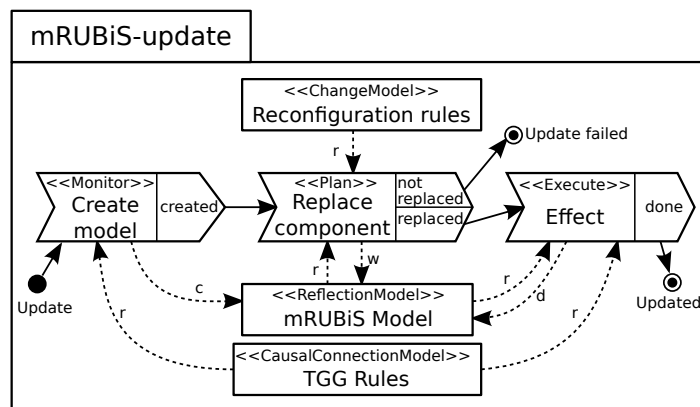 mRUBiS-update
<<ChangeModel>>
Reconfiguration rules
r
Update failed
<<Monitor>>
Create
model
created
<<Plan>>
Replace
component
not
replaced
replaced
<<Execute>>
Effect
done
Update
c
r
w
r
d
Updated
<<ReflectionModel>>
mRUBiS Model
r
r
<<CausalConnectionModel>>
TGG Rules